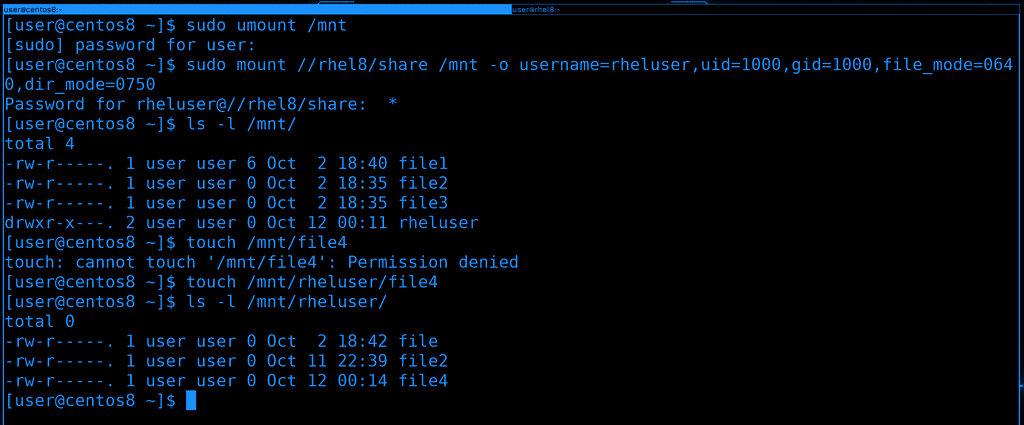 user@centos8:~ user@rhel8:~
[user@centos8 ~]$ sudo umount /mnt
[sudo] password for user:
[user@centos8 ~]$ sudo mount //rhel8/share /mnt -o username=rheluser,uid=1000,gid=1000,file_mode=064
0,dir_mode=0750
Password for rheluser@//rhel8/share:  *
[user@centos8 ~]$ ls -l /mnt/
total 4
-rw-r-----. 1 user user 6 Oct  2 18:40 file1
-rw-r-----. 1 user user 0 Oct  2 18:35 file2
-rw-r-----. 1 user user 0 Oct  2 18:35 file3
drwxr-x---. 2 user user 0 Oct 12 00:11 rheluser
[user@centos8 ~]$ touch /mnt/file4
touch: cannot touch '/mnt/file4': Permission denied
[user@centos8 ~]$ touch /mnt/rheluser/file4
[user@centos8 ~]$ ls -l /mnt/rheluser/
total 0
-rw-r-----. 1 user user 0 Oct  2 18:42 file
-rw-r-----. 1 user user 0 Oct 11 22:39 file2
-rw-r-----. 1 user user 0 Oct 12 00:14 file4
[user@centos8 ~]$